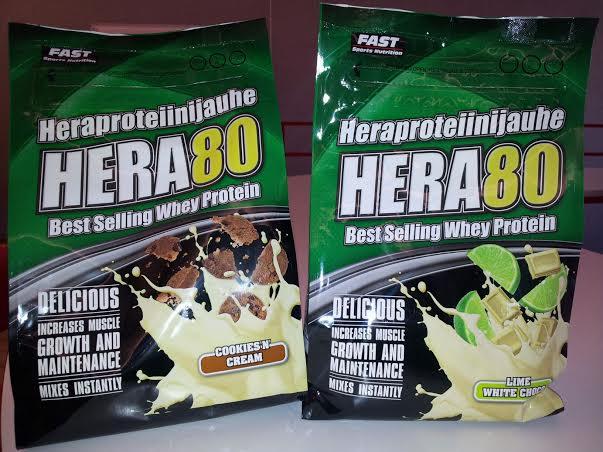 FAST
Sports Nutrition
Heraproteiinijauhe
HERA80
Best Selling Whey Protein
DELICIOUS
INCREASES MUSCLE
GROWTH AND
MAINTENANCE
MIXES INSTANTLY
COOKIES N'
CREAM
FAST
Sports Nutrition
Heraproteiinijauhe
HERA80
Best Selling Whey Protein
DELICIOUS
INCREASES MUSCLE
GROWTH AND
MAINTENANCE
MIXES INSTANTLY
LIME
WHITE CHOCO